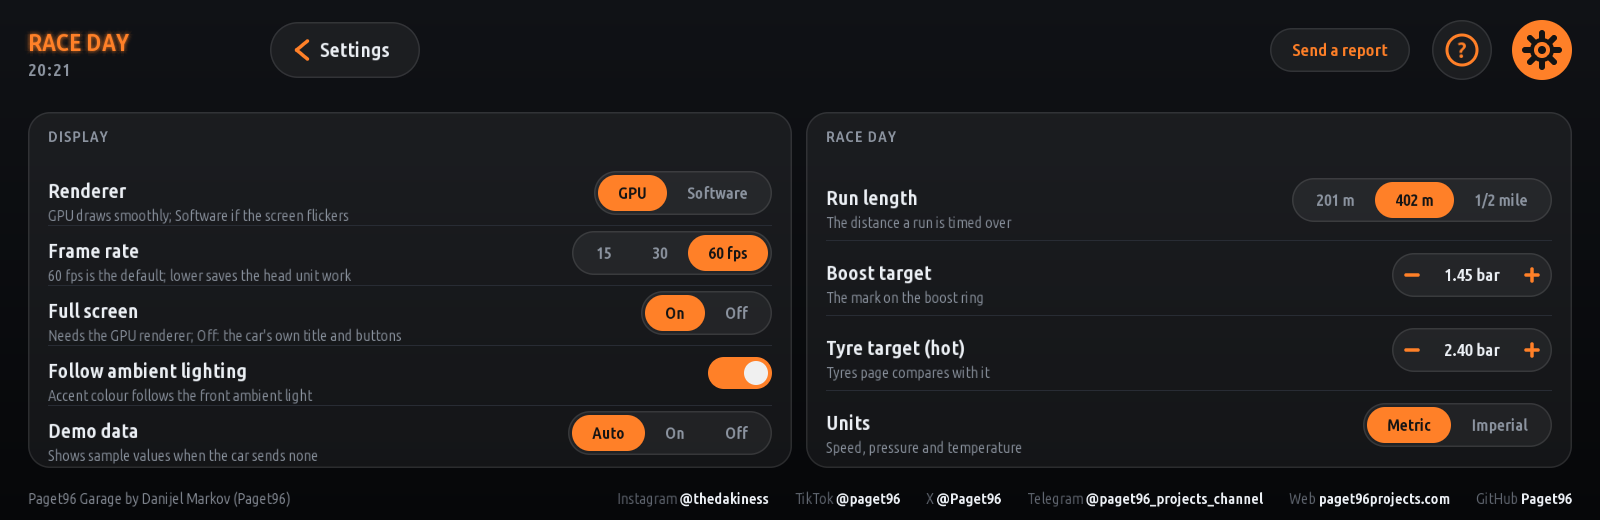 RACE DAY
20:21
Settings
Send a report
?
DISPLAY
Renderer
GPU draws smoothly; Software if the screen flickers
GPU Software
Frame rate
60 fps is the default; lower saves the head unit work
15 30 60 fps
Full screen
Needs the GPU renderer; Off: the car's own title and buttons
On Off
Follow ambient lighting
Accent colour follows the front ambient light
Demo data
Shows sample values when the car sends none
Auto On Off
RACE DAY
Run length
The distance a run is timed over
201 m 402 m 1/2 mile
Boost target
The mark on the boost ring
− 1.45 bar +
Tyre target (hot)
Tyres page compares with it
− 2.40 bar +
Units
Speed, pressure and temperature
Metric Imperial
Paget96 Garage by Danijel Markov (Paget96)
Instagram @thedakiness TikTok @paget96 X @Paget96 Telegram @paget96_projects_channel Web paget96projects.com GitHub Paget96